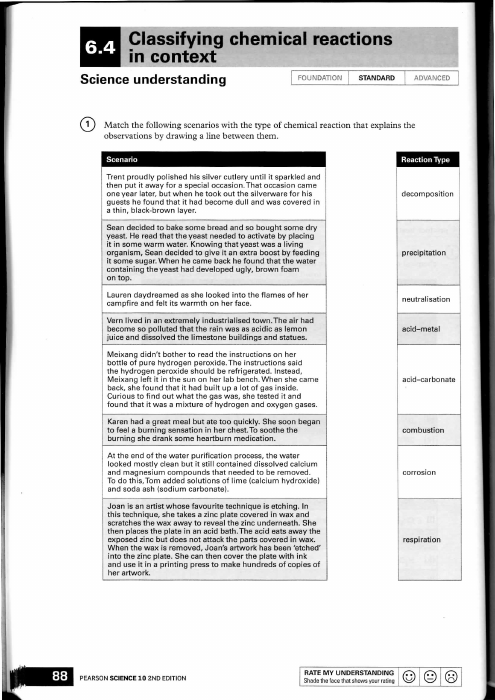 6.4
Classifying chemical reactions
in context
Science understanding
FOUNDATION STANDARD ADVANCED
1 Match the following scenarios with the type of chemical reaction that explains the
observations by drawing a line between them.
Scenario
Trent proudly polished his silver cutlery until it sparkled and
then put it away for a special occasion. That occasion came
one year later, but when he took out the silverware for his
guests he found that it had become dull and was covered in
a thin, black-brown layer.
Sean decided to bake some bread and so bought some dry
yeast. He read that the yeast needed to activate by placing
it in some warm water. Knowing that yeast was a living
organism, Sean decided to give it an extra boost by feeding
it some sugar. When he came back he found that the water
containing the yeast had developed ugly, brown foam
on top.
Lauren daydreamed as she looked into the flames of her
campfire and felt its warmth on her face.
Vern lived in an extremely industrialised town. The air had
become so polluted that the rain was as acidic as lemon
juice and dissolved the limestone buildings and statues.
Meixang didn't bother to read the instructions on her
bottle of pure hydrogen peroxide. The instructions said
the hydrogen peroxide should be refrigerated. Instead,
Meixang left it in the sun on her lab bench. When she came
back, she found that it had built up a lot of gas inside.
Curious to find out what the gas was, she tested it and
found that it was a mixture of hydrogen and oxygen gases.
Karen had a great meal but ate too quickly. She soon began
to feel a burning sensation in her chest. To soothe the
burning she drank some heartburn medication.
At the end of the water purification process, the water
looked mostly clean but it still contained dissolved calcium
and magnesium compounds that needed to be removed.
To do this, Tom added solutions of lime (calcium hydroxide)
and soda ash (sodium carbonate).
Joan is an artist whose favourite technique is etching. In
this technique, she takes a zinc plate covered in wax and
scratches the wax away to reveal the zinc underneath. She
then places the plate in an acid bath. The acid eats away the
exposed zinc but does not attack the parts covered in wax.
When the wax is removed, Joan's artwork has been 'etched'
into the zinc plate. She can then cover the plate with ink
and use it in a printing press to make hundreds of copies of
her artwork.
Reaction Type
decomposition
precipitation
neutralisation
acid–metal
acid–carbonate
combustion
corrosion
respiration
88 PEARSON SCIENCE 10 2ND EDITION
RATE MY UNDERSTANDING
Shade the face that shows your rating